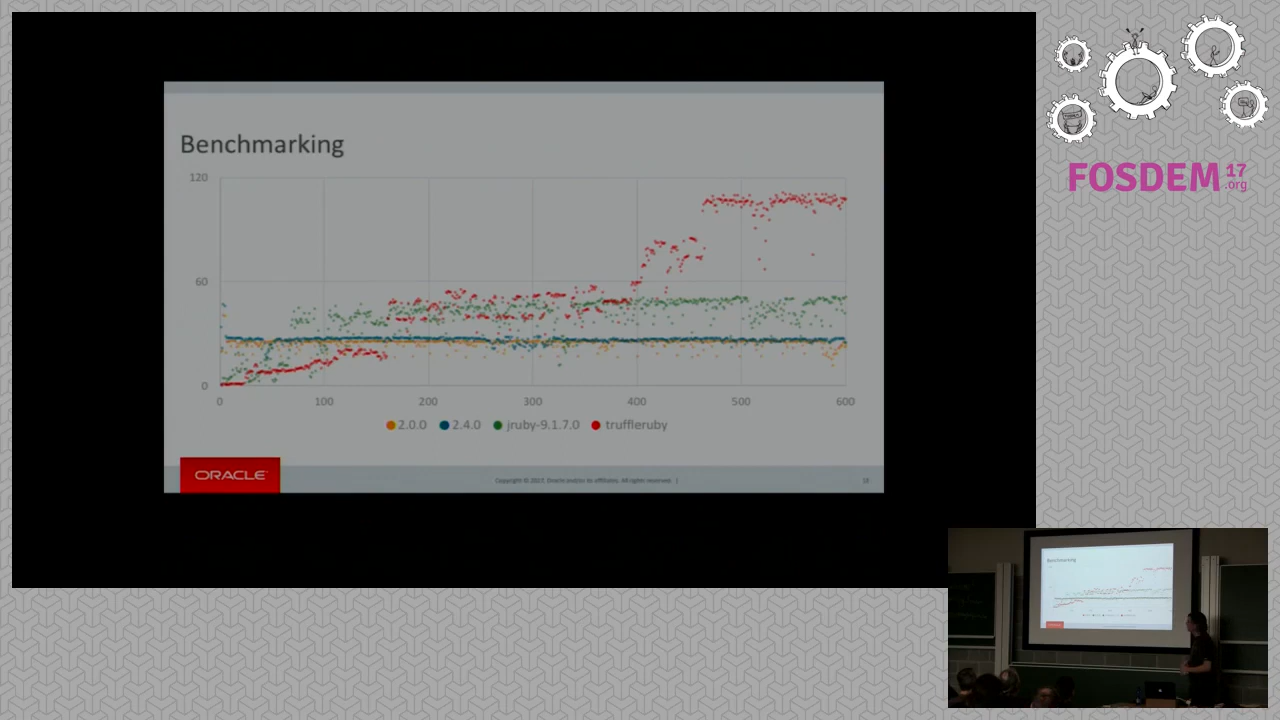 Benchmarking
120
60
0
0 100 200 300 400 500 600
2.0.0 2.4.0 jruby-9.1.7.0 truffleruby
ORACLE
Copyright © 2017, Oracle and/or its affiliates. All rights reserved. |
FOSDEM 17
.org
Benchmarking